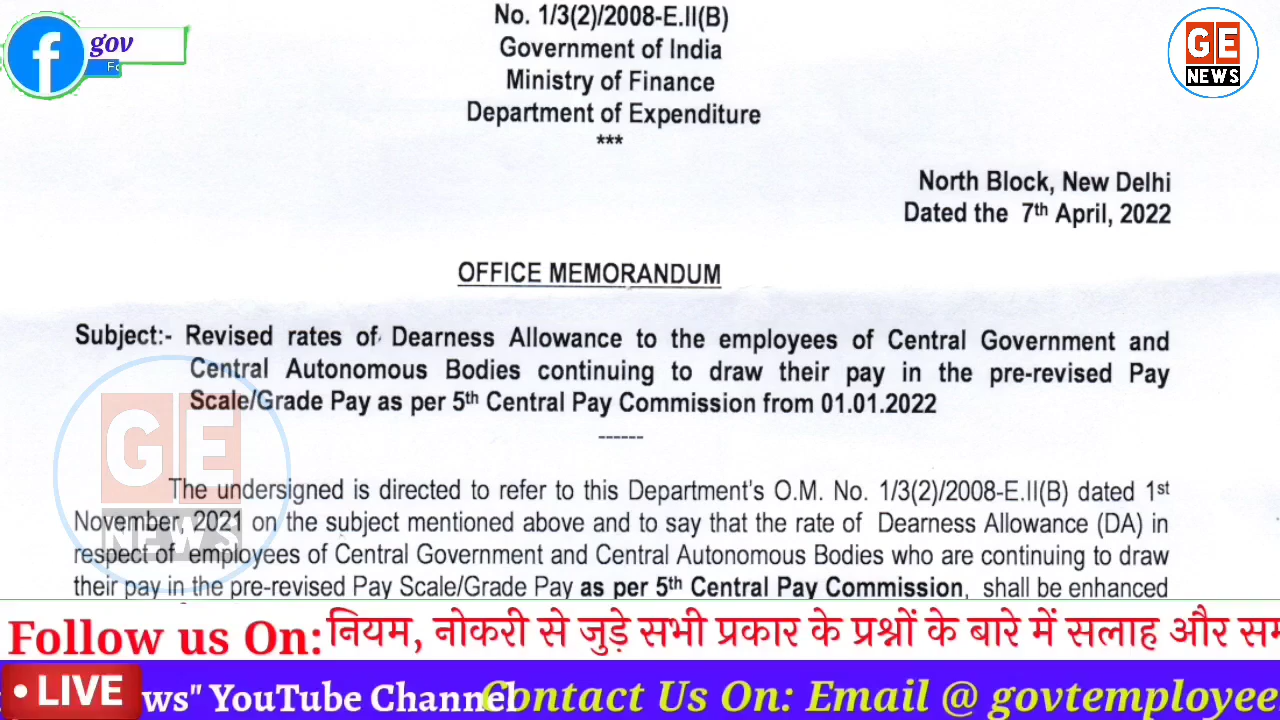 gov
GE
NEWS
No. 1/3(2)/2008-E.II(B)
Government of India
Ministry of Finance
Department of Expenditure
***
North Block, New Delhi
Dated the 7th April, 2022
OFFICE MEMORANDUM
Subject:- Revised rates of Dearness Allowance to the employees of Central Government and
Central Autonomous Bodies continuing to draw their pay in the pre-revised Pay
Scale/Grade Pay as per 5th Central Pay Commission from 01.01.2022
------
GE
NEWS
The undersigned is directed to refer to this Department's O.M. No. 1/3(2)/2008-E.II(B) dated 1st
November, 2021 on the subject mentioned above and to say that the rate of Dearness Allowance (DA) in
respect of employees of Central Government and Central Autonomous Bodies who are continuing to draw
their pay in the pre-revised Pay Scale/Grade Pay as per 5th Central Pay Commission, shall be enhanced
Follow us On: नियम, नोकरी से जुड़े सभी प्रकार के प्रश्नों के बारे में सलाह और
• LIVE
ws" YouTube Channel
Contact Us On: Email @ govtemployee